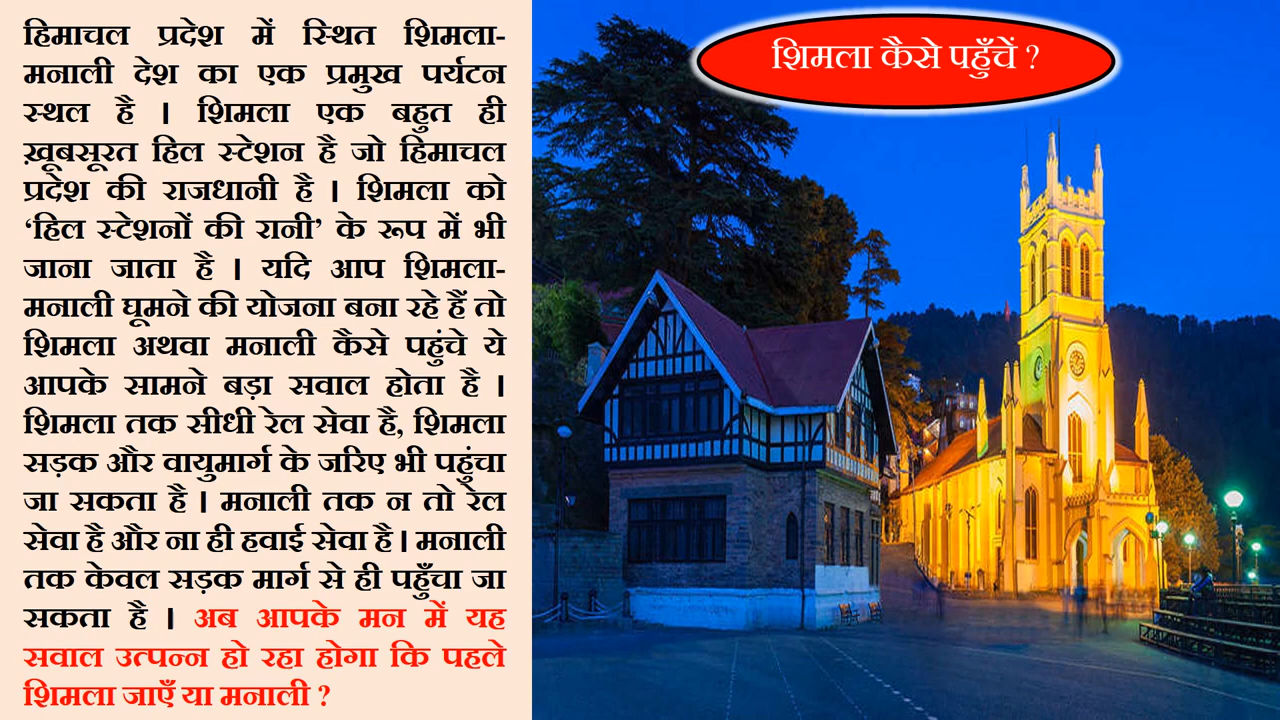 हिमाचल प्रदेश में स्थित शिमला-
मनाली देश का एक प्रमुख पर्यटन
स्थल है । शिमला एक बहुत ही
ख़ूबसूरत हिल स्टेशन है जो हिमाचल
प्रदेश की राजधानी है । शिमला को
‘हिल स्टेशनों की रानी’ के रूप में भी
जाना जाता है । यदि आप शिमला-
मनाली घूमने की योजना बना रहे हैं तो
शिमला अथवा मनाली कैसे पहुंचे ये
आपके सामने बड़ा सवाल होता है ।
शिमला तक सीधी रेल सेवा है, शिमला
सड़क और वायुमार्ग के जरिए भी पहुंचा
जा सकता है । मनाली तक न तो रेल
सेवा है और ना ही हवाई सेवा है । मनाली
तक केवल सड़क मार्ग से ही पहुँचा जा
सकता है । अब आपके मन में यह
सवाल उत्पन्न हो रहा होगा कि पहले
शिमला जाएँ या मनाली ?
शिमला कैसे पहुँचें ?